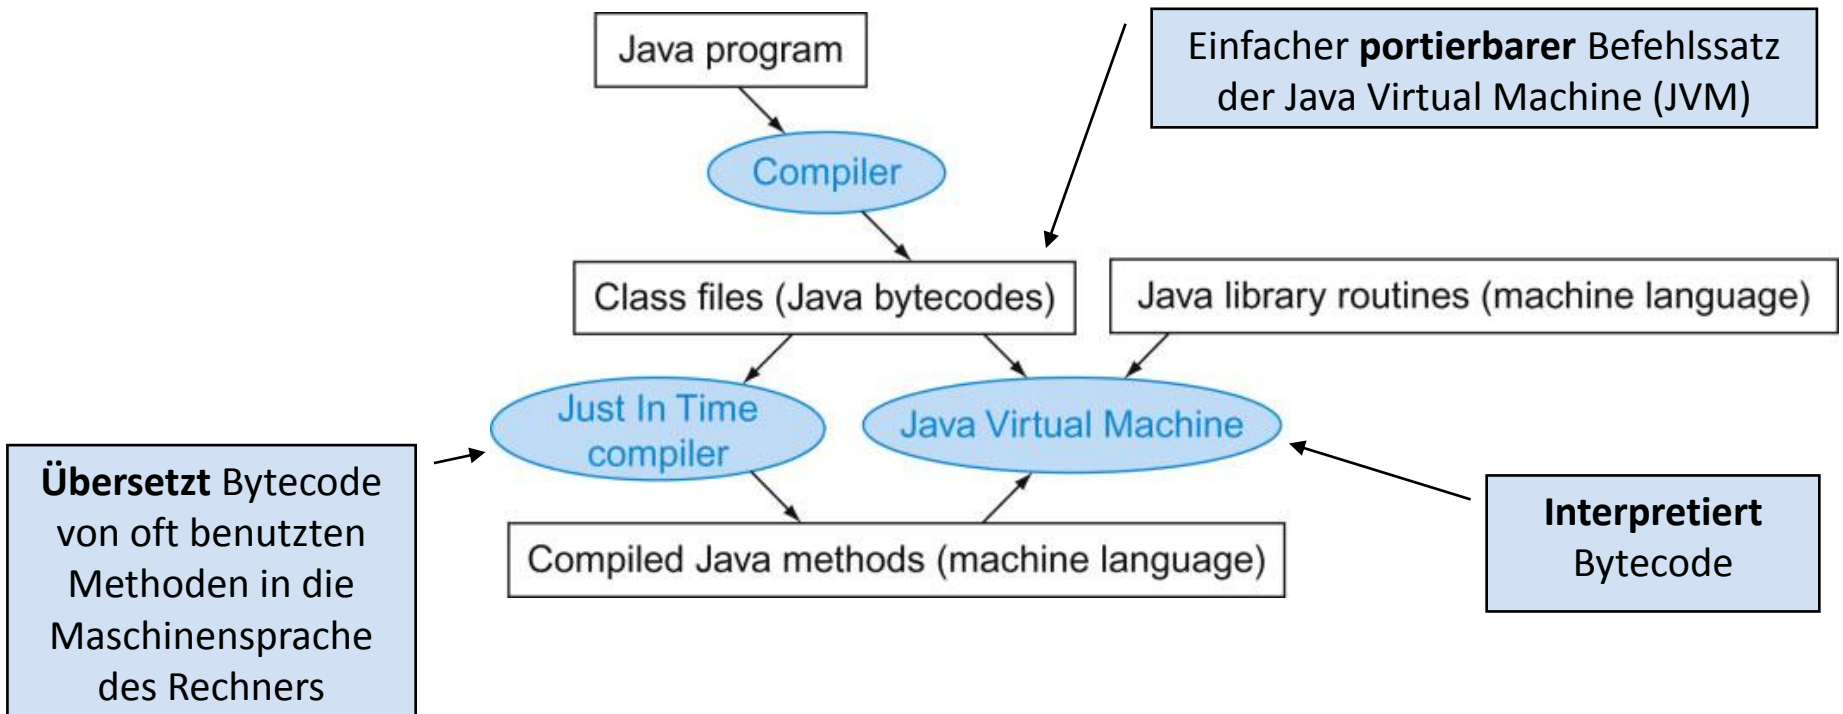 Java program
Einfacher portierbarer Befehlssatz
der Java Virtual Machine (JVM)
Compiler
Class files (Java bytecodes)
Java library routines (machine language)
Just In Time
compiler
Java Virtual Machine
Übersetzt Bytecode
von oft benutzten
Methoden in die
Maschinensprache
des Rechners
Interpretiert
Bytecode
Compiled Java methods (machine language)